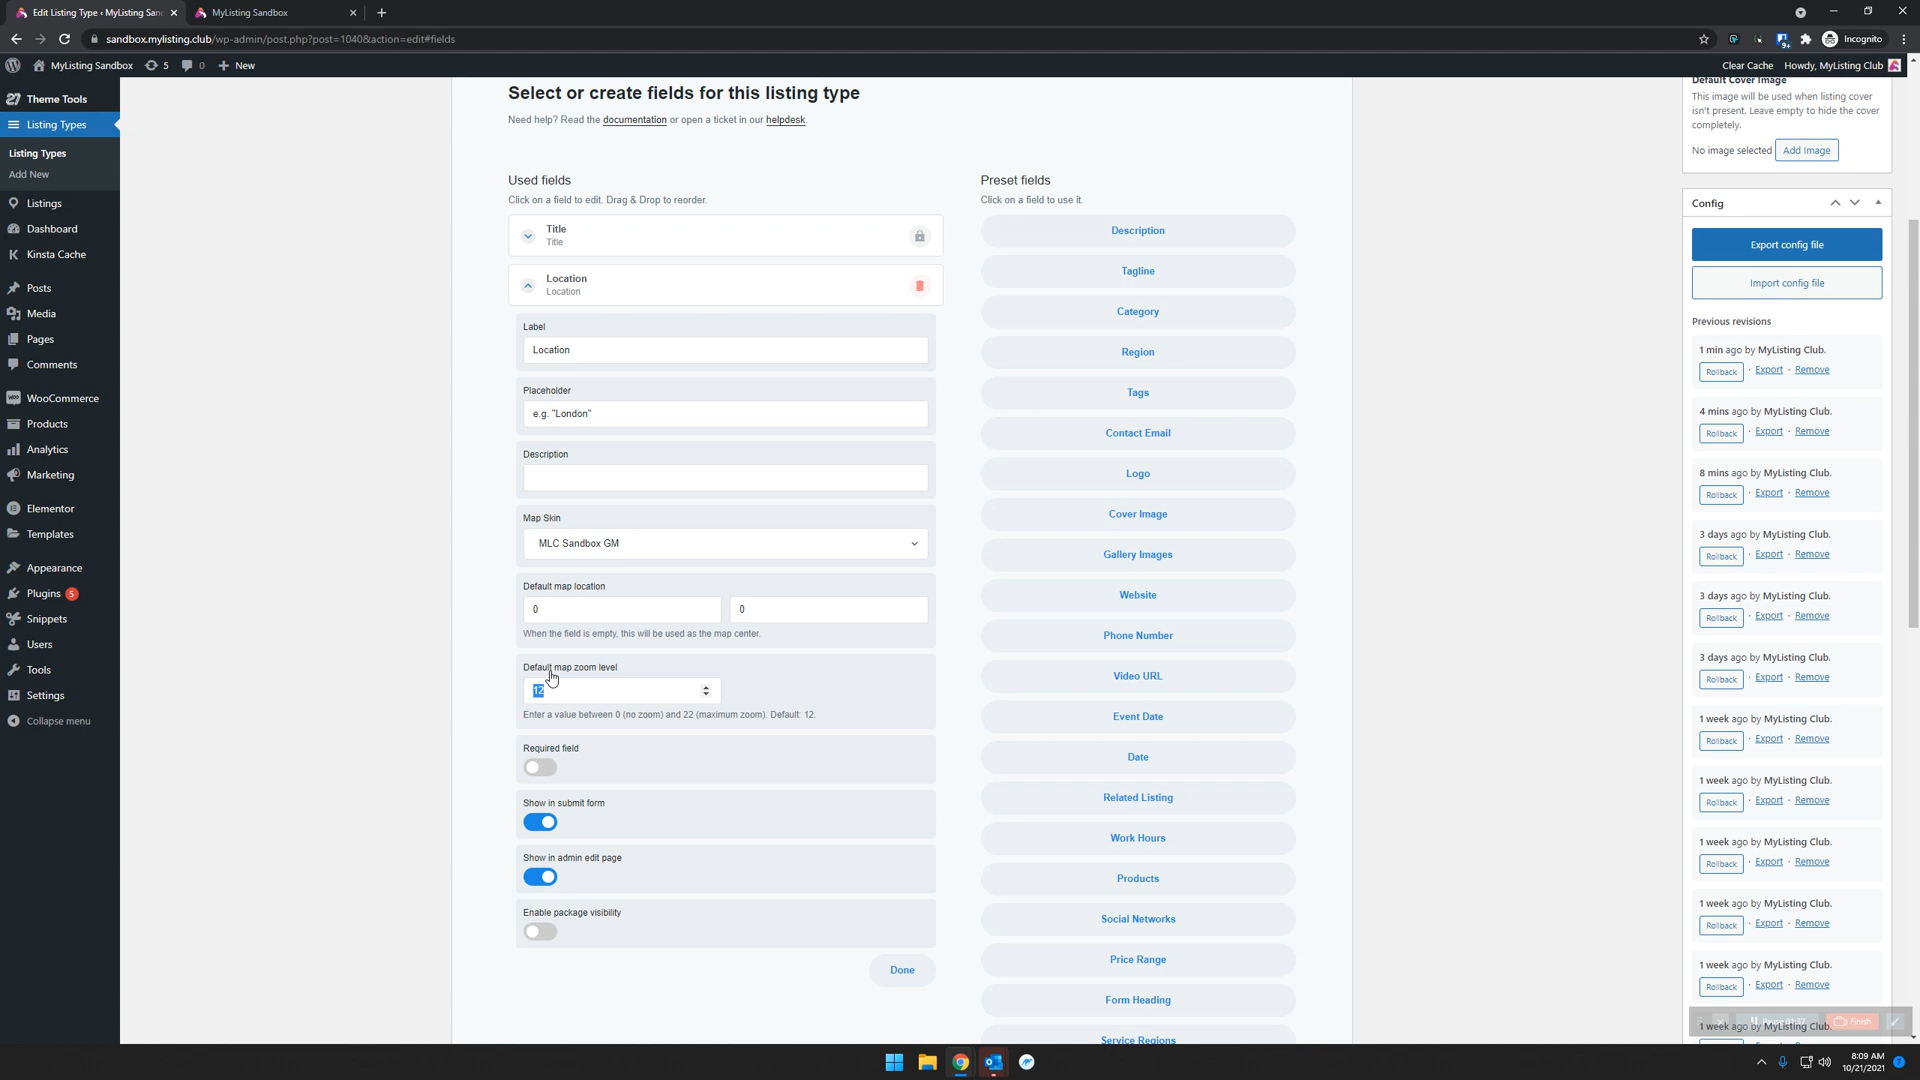 Edit Listing Type ‹ MyListing San
MyListing Sandbox
sandbox.mylisting.club/wp-admin/post.php?post=1040&action=edit#fields
Incognito
MyListing Sandbox
5
0
New
Clear Cache
Howdy, MyListing Club
Theme Tools
Listing Types
Listing Types
Add New
Listings
Dashboard
Kinsta Cache
Posts
Media
Pages
Comments
WooCommerce
Products
Analytics
Marketing
Elementor
Templates
Appearance
Plugins 5
Snippets
Users
Tools
Settings
Collapse menu
Select or create fields for this listing type
Need help? Read the documentation or open a ticket in our helpdesk.
Used fields
Click on a field to edit. Drag & Drop to reorder.
Title
Title
Location
Location
Label
Location
Placeholder
e.g. "London"
Description
Map Skin
MLC Sandbox GM
Default map location
0
0
When the field is empty, this will be used as the map center.
Default map zoom level
12
Enter a value between 0 (no zoom) and 22 (maximum zoom). Default: 12.
Required field
Show in submit form
Show in admin edit page
Enable package visibility
Done
Preset fields
Click on a field to use it.
Description
Tagline
Category
Region
Tags
Contact Email
Logo
Cover Image
Gallery Images
Website
Phone Number
Video URL
Event Date
Date
Related Listing
Work Hours
Products
Social Networks
Price Range
Form Heading
Service Regions
Default Cover Image
This image will be used when listing cover
isn't present. Leave empty to hide the cover
completely.
No image selected
Add Image
Config
Export config file
Import config file
Previous revisions
1 min ago by MyListing Club.
Rollback · Export · Remove
4 mins ago by MyListing Club.
Rollback · Export · Remove
8 mins ago by MyListing Club.
Rollback · Export · Remove
3 days ago by MyListing Club.
Rollback · Export · Remove
3 days ago by MyListing Club.
Rollback · Export · Remove
3 days ago by MyListing Club.
Rollback · Export · Remove
1 week ago by MyListing Club.
Rollback · Export · Remove
1 week ago by MyListing Club.
Rollback · Export · Remove
1 week ago by MyListing Club.
Rollback · Export · Remove
1 week ago by MyListing Club.
Rollback · Export · Remove
1 week ago by MyListing Club.
Rollback · Export · Remove
Pause 01:37
Finish
1 week ago by MyListing Club.
8:09 AM
10/21/2021
7